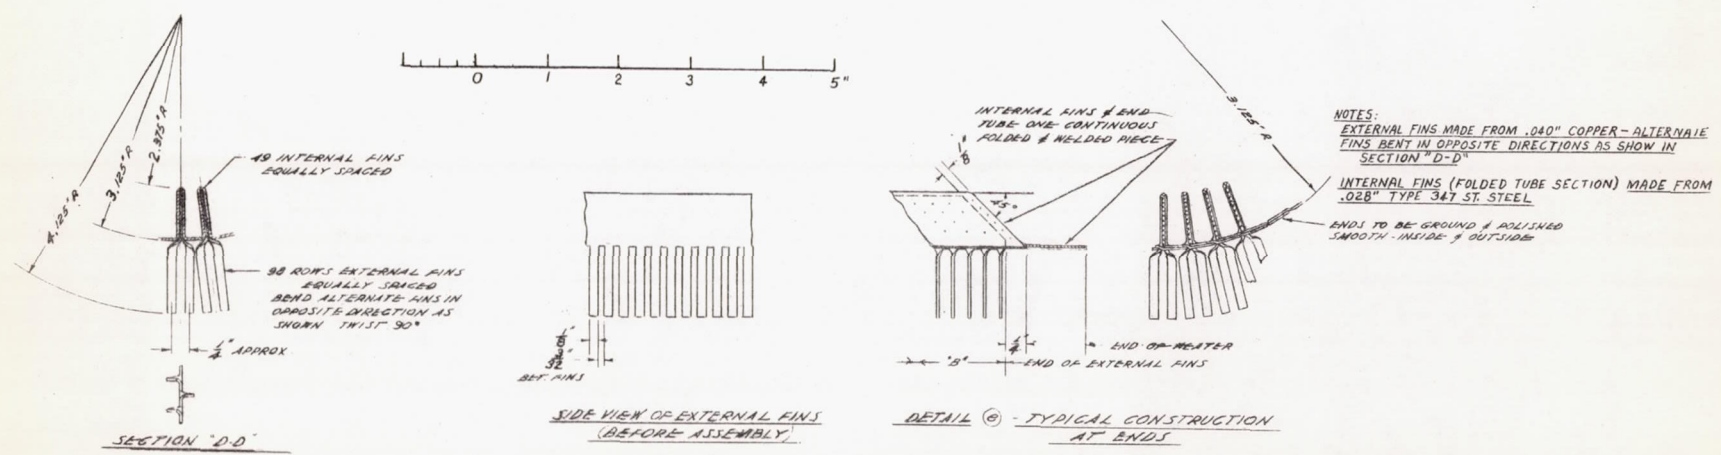 4.125" R
3.125" R
2.375" R
49 INTERNAL FINS
EQUALLY SPACED
98 ROWS EXTERNAL FINS
EQUALLY SPACED
BEND ALTERNATE FINS IN
OPPOSITE DIRECTION AS
SHOWN TWIST 90°
1/4" APPROX
SECTION "D-D"
0 1 2 3 4 5"
BET. FINS
SIDE VIEW OF EXTERNAL FINS
(BEFORE ASSEMBLY)
INTERNAL FINS & END
TUBE ONE CONTINUOUS
FOLDED & WELDED PIECE
1/8
45°
1/4"
END OF HEATER
"B"
END OF EXTERNAL FINS
DETAIL e - TYPICAL CONSTRUCTION
AT ENDS
3.125" R
NOTES:
EXTERNAL FINS MADE FROM .040" COPPER - ALTERNATE
FINS BENT IN OPPOSITE DIRECTIONS AS SHOW IN
SECTION "D-D"
INTERNAL FINS (FOLDED TUBE SECTION) MADE FROM
.028" TYPE 347 ST. STEEL
ENDS TO BE GROUND & POLISHED
SMOOTH - INSIDE & OUTSIDE